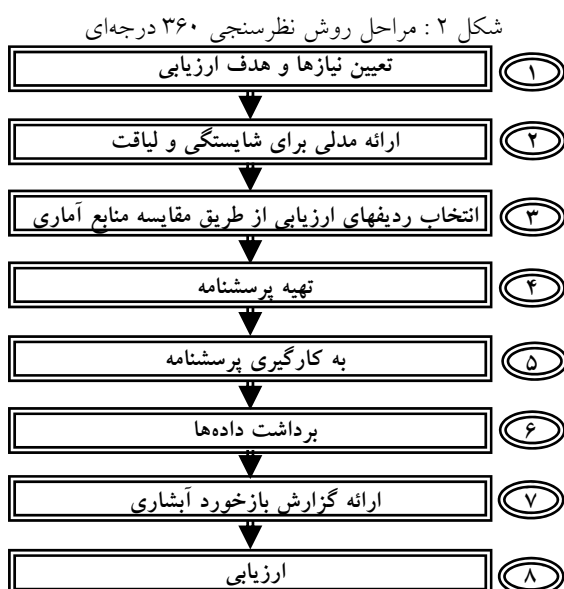 شکل ۲ : مراحل روش نظرسنجی ۳۶۰ درجه‌ای
۱ تعیین نیازها و هدف ارزیابی
۲ ارائه مدلی برای شایستگی و لیاقت
۳ انتخاب ردیفهای ارزیابی از طریق مقایسه منابع آماری
۴ تهیه پرسشنامه
۵ به کارگیری پرسشنامه
۶ برداشت داده‌ها
۷ ارائه گزارش بازخورد آبشاری
۸ ارزیابی